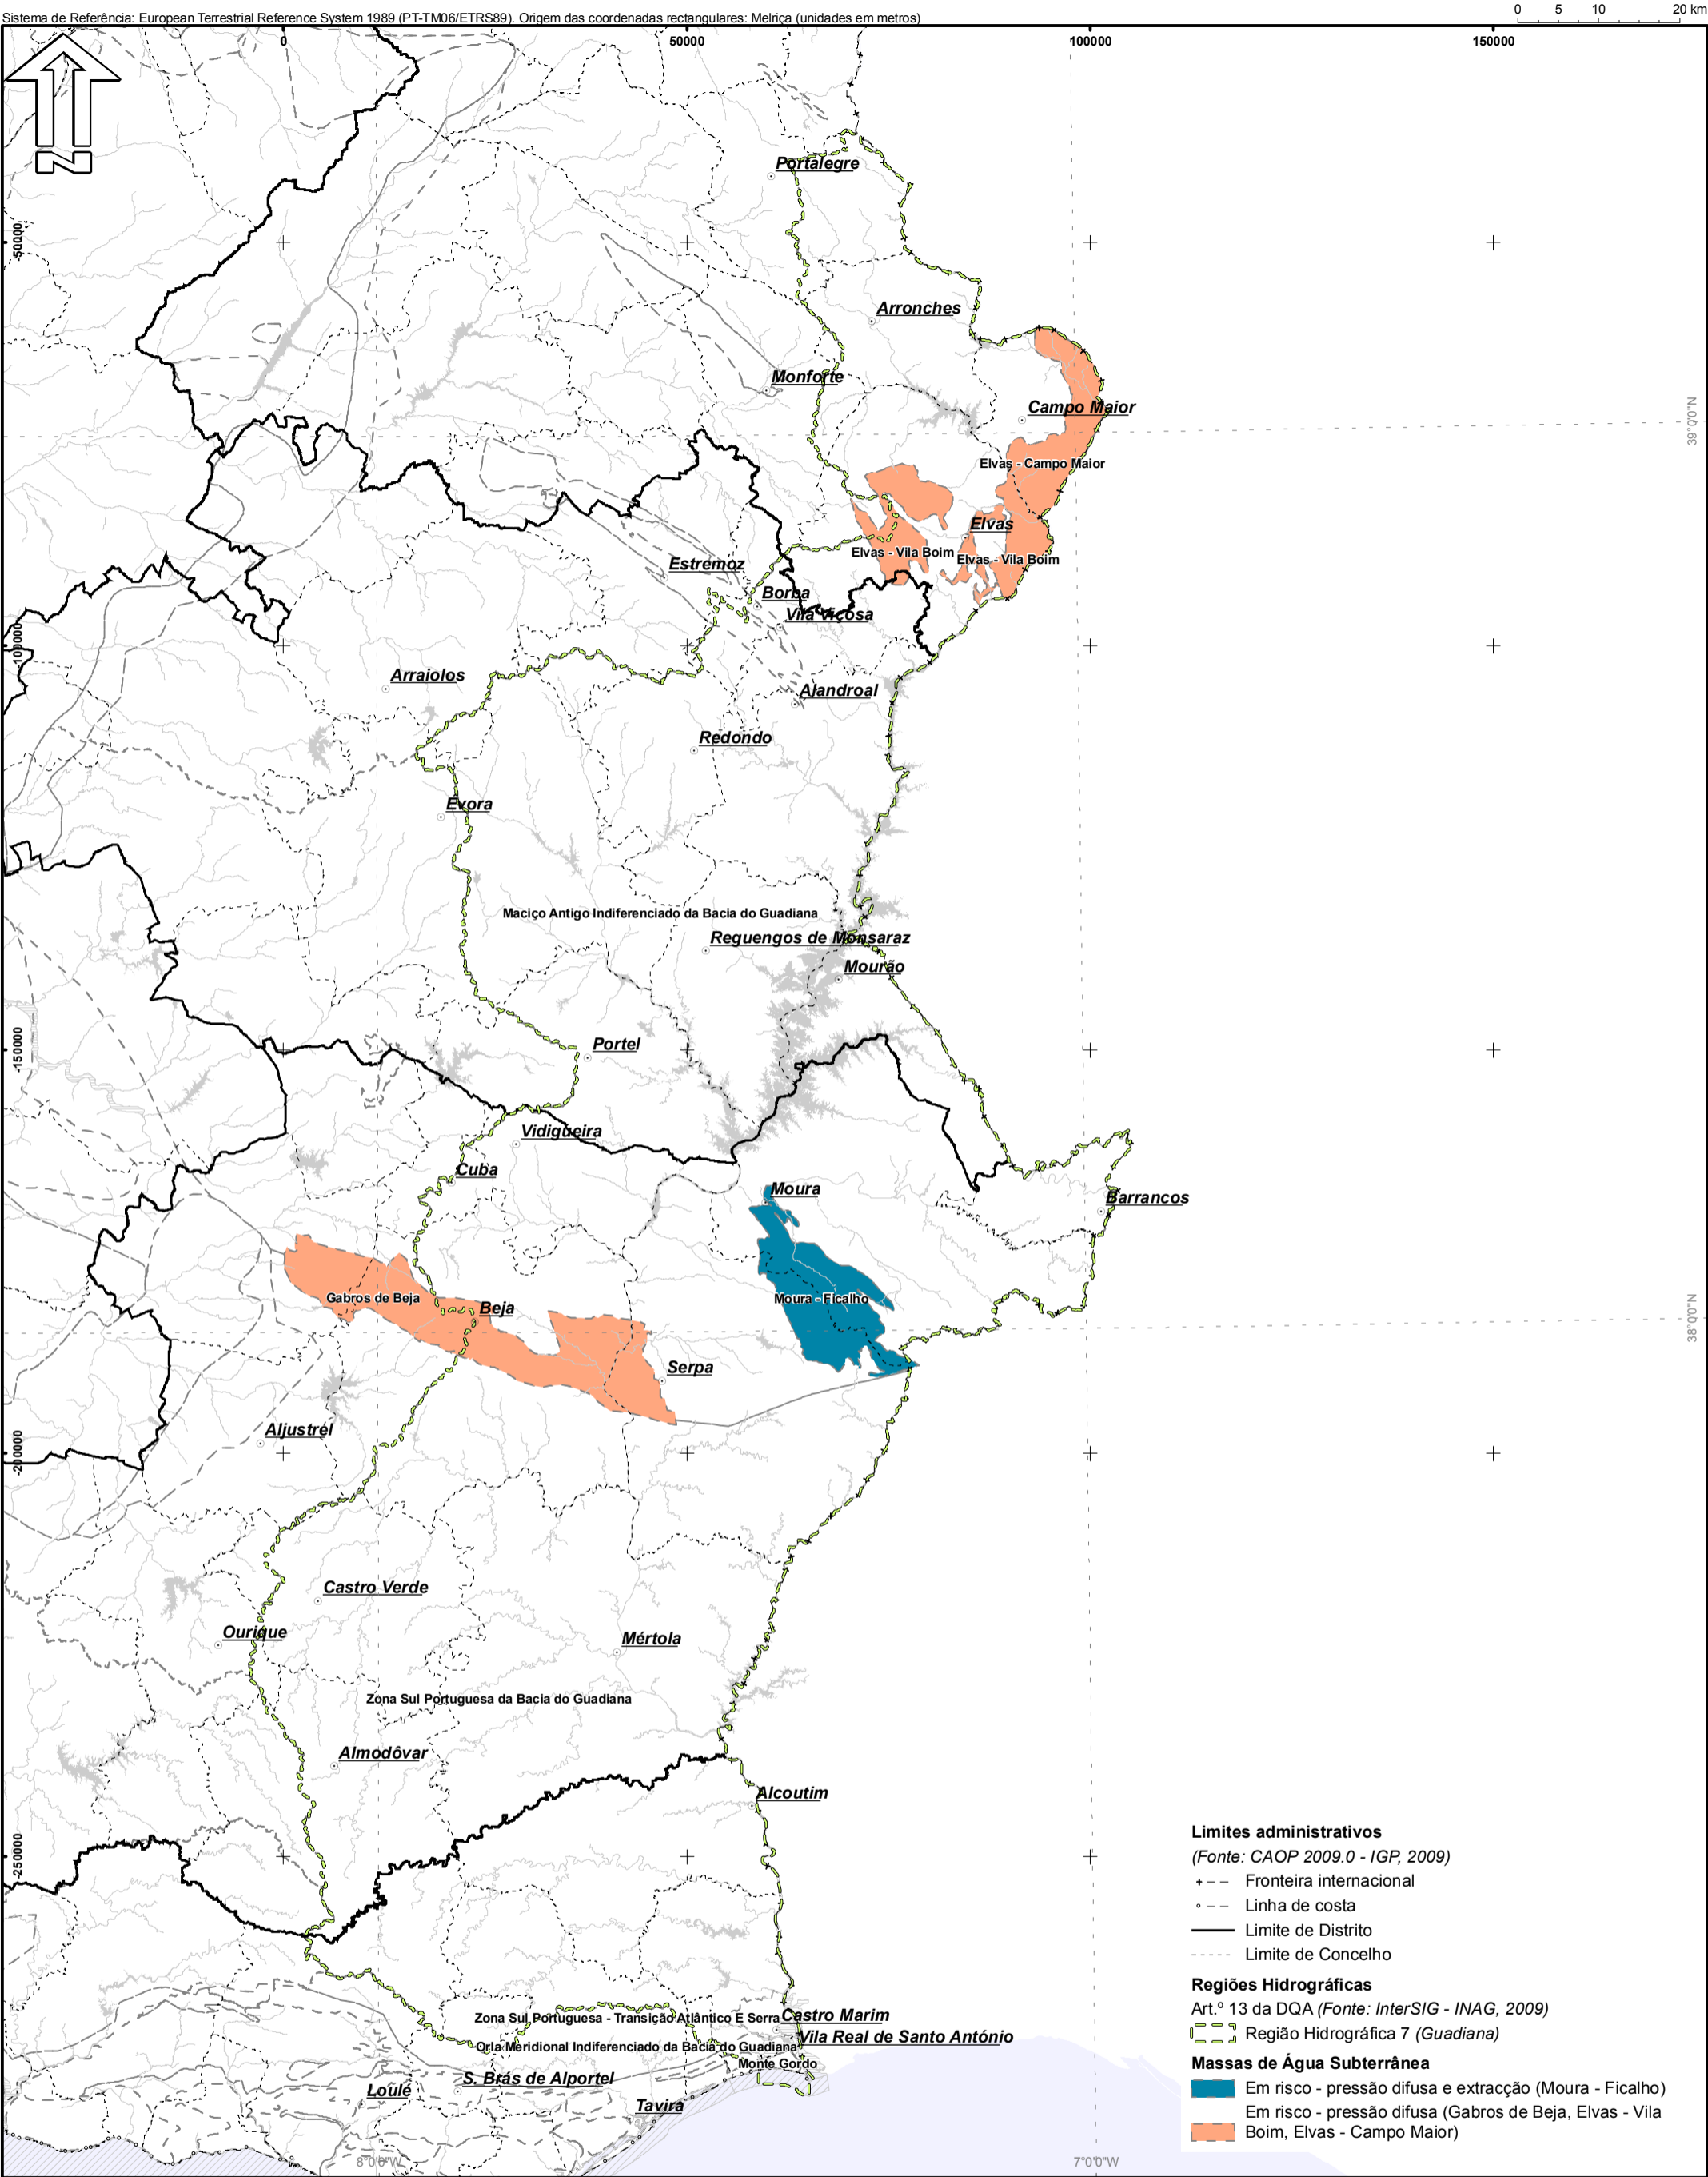 Sistema de Referência: European Terrestrial Reference System 1989 (PT-TM06/ETRS89). Origem das coordenadas rectangulares: Melriça (unidades em metros)
0 5 10 20 km
0 50000 100000 150000
N
Portalegre
-50000
Arronches
Monforte
Campo Maior
39°0'0"N
Elvas - Campo Maior
Elvas
Elvas - Vila Boim
Elvas - Vila Boim
Estremoz
Borba
Vila Viçosa
-100000
Arraiolos
Alandroal
Redondo
Évora
Maciço Antigo Indiferenciado da Bacia do Guadiana
Reguengos de Monsaraz
Mourão
-150000
Portel
Vidigueira
Cuba
Moura
Barrancos
Gabros de Beja
Moura - Ficalho
Beja
38°0'0"N
Serpa
Aljustrel
-200000
Castro Verde
Ourique
Mértola
Zona Sul Portuguesa da Bacia do Guadiana
Almodôvar
Alcoutim
-250000
Zona Sul Portuguesa - Transição Atlântico E Serra
Castro Marim
Vila Real de Santo António
Orla Meridional Indiferenciado da Bacia do Guadiana
Monte Gordo
S. Brás de Alportel
Loulé
Tavira
8°0'0"W
7°0'0"W
Limites administrativos
(Fonte: CAOP 2009.0 - IGP, 2009)
Fronteira internacional
Linha de costa
Limite de Distrito
Limite de Concelho
Regiões Hidrográficas
Art.º 13 da DQA (Fonte: InterSIG - INAG, 2009)
Região Hidrográfica 7 (Guadiana)
Massas de Água Subterrânea
Em risco - pressão difusa e extracção (Moura - Ficalho)
Em risco - pressão difusa (Gabros de Beja, Elvas - Vila
Boim, Elvas - Campo Maior)